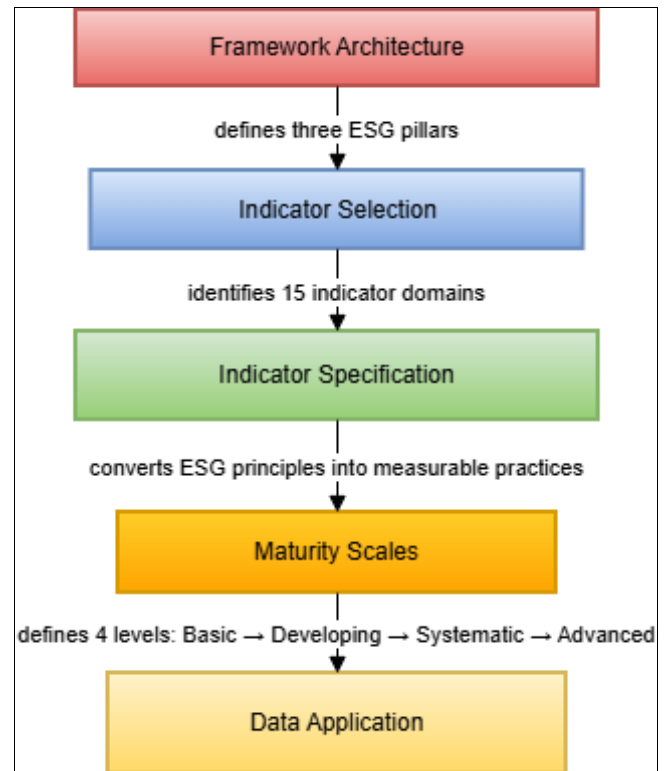 Framework Architecture
defines three ESG pillars
Indicator Selection
identifies 15 indicator domains
Indicator Specification
converts ESG principles into measurable practices
Maturity Scales
defines 4 levels: Basic → Developing → Systematic → Advanced
Data Application